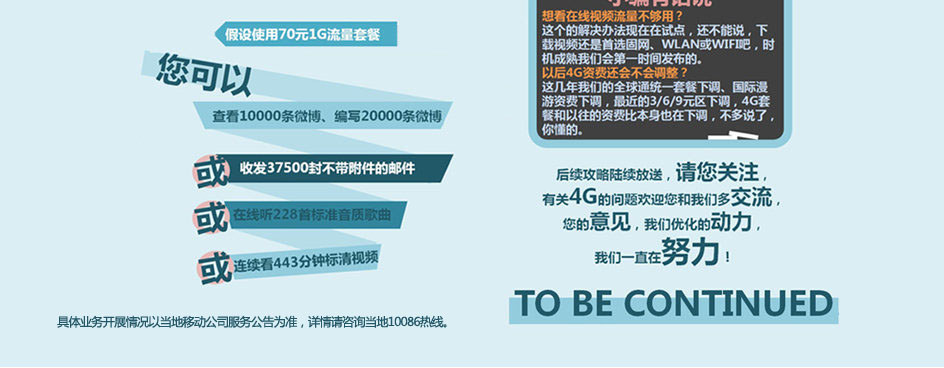 假设使用70元1G流量套餐
您可以
查看10000条微博、编写20000条微博
或 收发37500封不带附件的邮件
或 在线听228首标准音质歌曲
或 连续看443分钟标清视频
具体业务开展情况以当地移动公司服务公告为准，详情请咨询当地10086热线。
小编有话说
想看在线视频流量不够用？
这个的解决办法现在在试点，还不能说，下
载视频还是首选固网、WLAN或WIFI吧，时
机成熟我们会第一时间发布的。
以后4G资费还会不会调整？
这几年我们的全球通统一套餐下调、国际漫
游资费下调，最近的3/6/9元区下调，4G套
餐和以往的资费比本身也在下调，不多说了，
你懂的。
后续攻略陆续放送，请您关注，
有关4G的问题欢迎您和我们多交流，
您的意见，我们优化的动力，
我们一直在努力！
TO BE CONTINUED